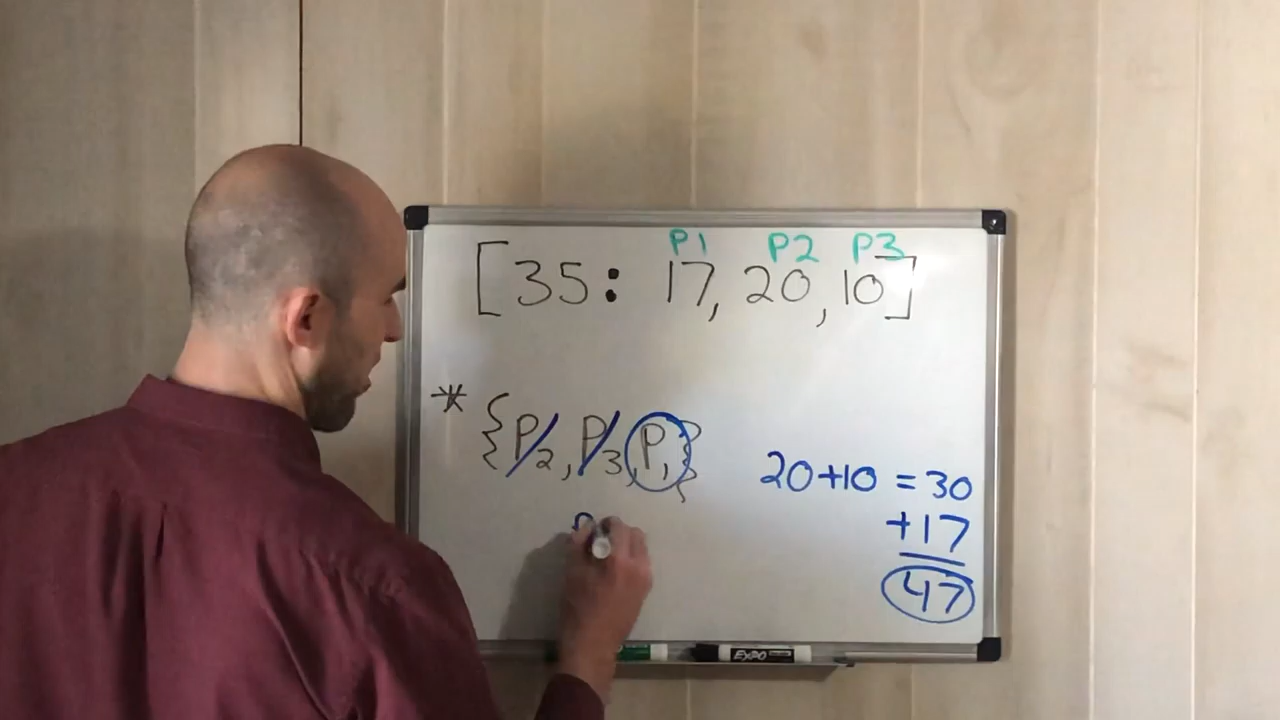 P1 P2 P3
[35: 17, 20, 10]
* {P2, P3, P1}
20+10 = 30
+17
47
EXPO